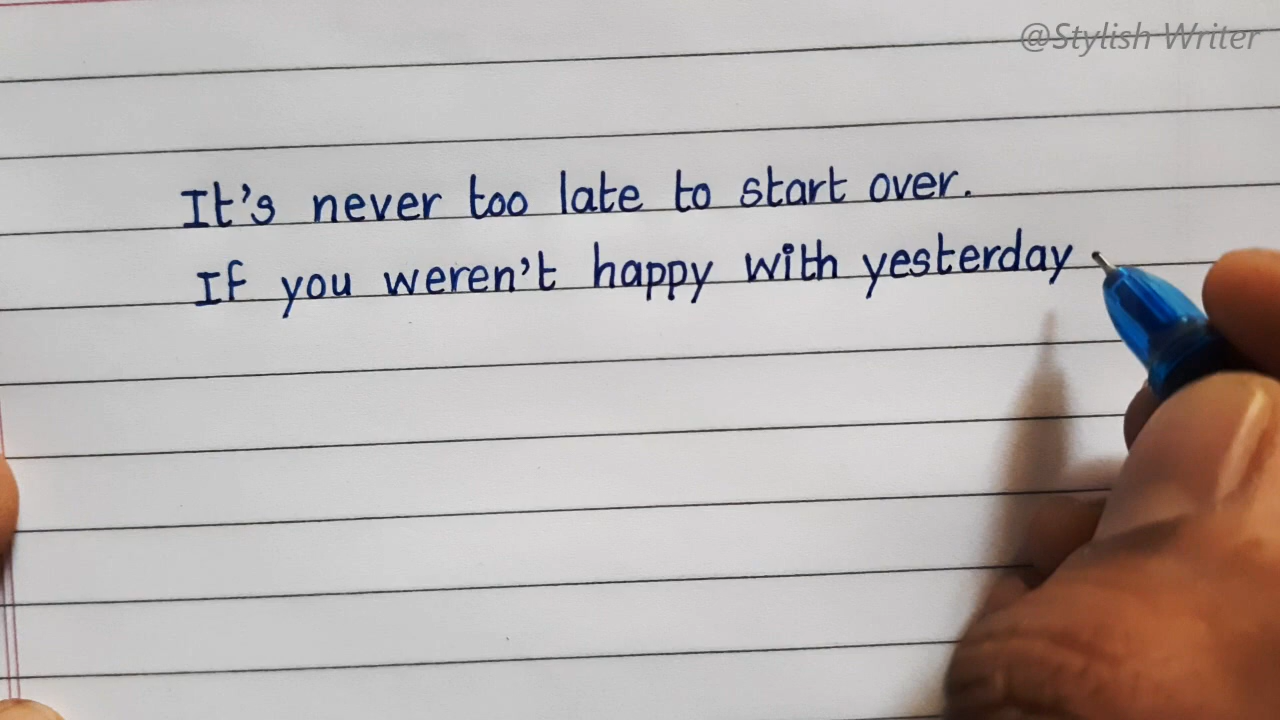 @Stylish Writer
It's never too late to start over.
If you weren't happy with yesterday